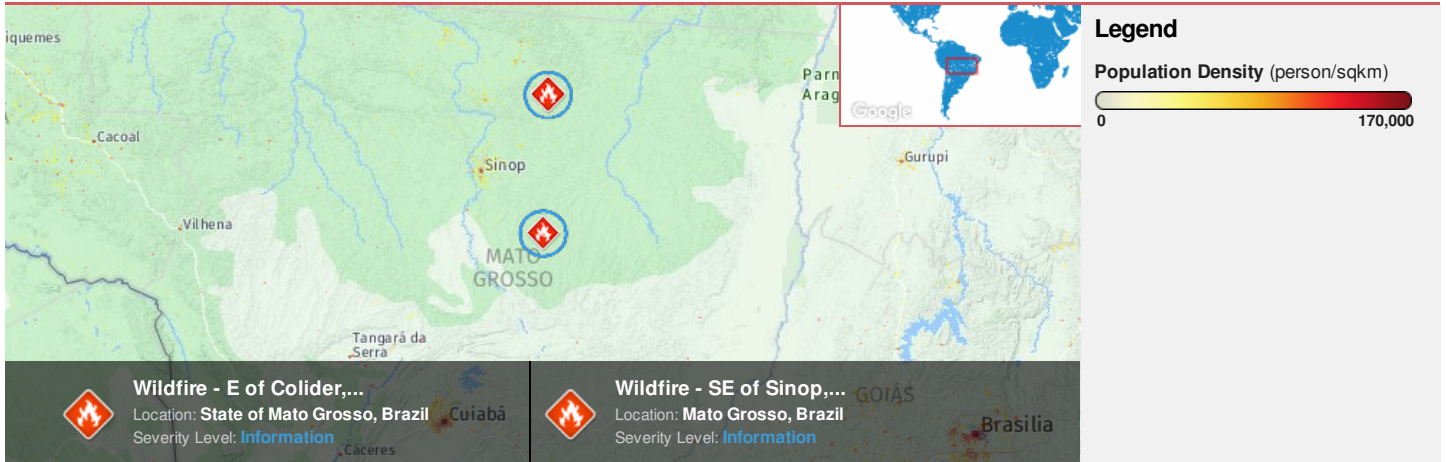 iquemes
Cacoal
Vilhena
Sinop
MATO
GROSSO
Tangará da
Serra
Parn
Arag
Gurupi
Google
GOIÁS
Cuiabá
Cáceres
Brasilia
Wildfire - E of Colider,...
Location: State of Mato Grosso, Brazil
Severity Level: Information
Wildfire - SE of Sinop,...
Location: Mato Grosso, Brazil
Severity Level: Information
Legend
Population Density (person/sqkm)
0 170,000